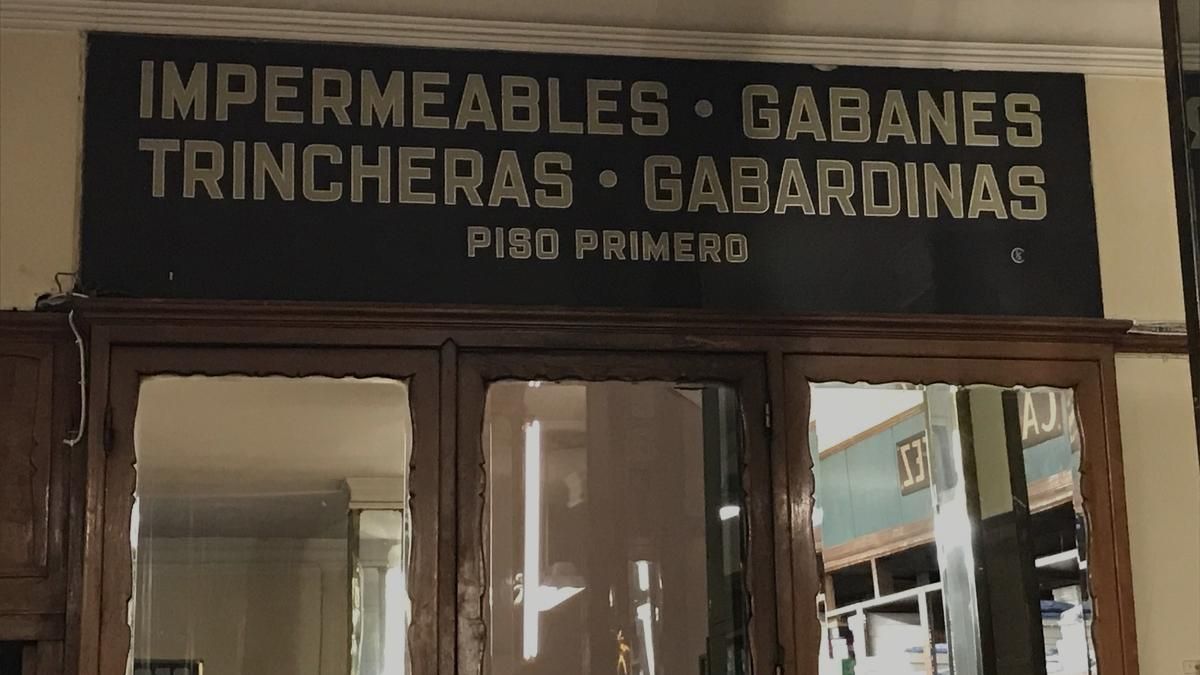 IMPERMEABLES • GABANES
TRINCHERAS • GABARDINAS
PISO PRIMERO